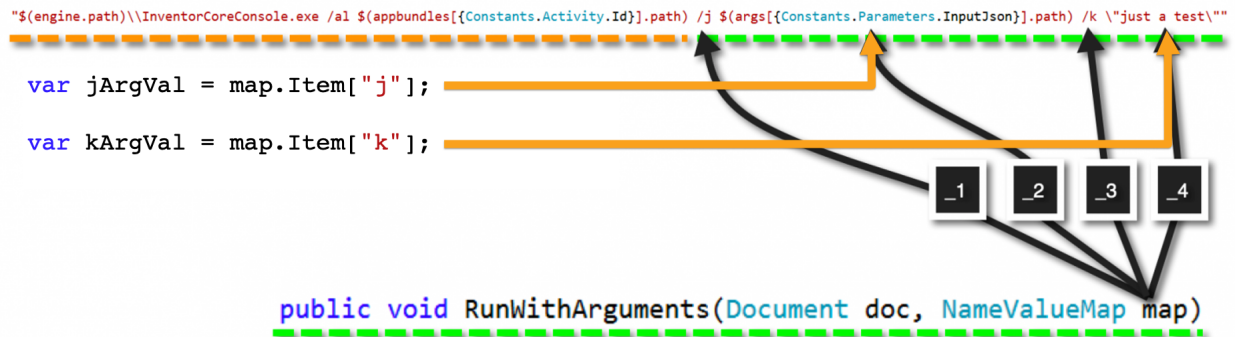 "$(engine.path)\\InventorCoreConsole.exe /al $(appbundles[{Constants.Activity.Id}].path) /j $(args[{Constants.Parameters.InputJson}].path) /k \"just a test\""
var jArgVal = map.Item["j"];
var kArgVal = map.Item["k"];
_1 _2 _3 _4
public void RunWithArguments(Document doc, NameValueMap map)